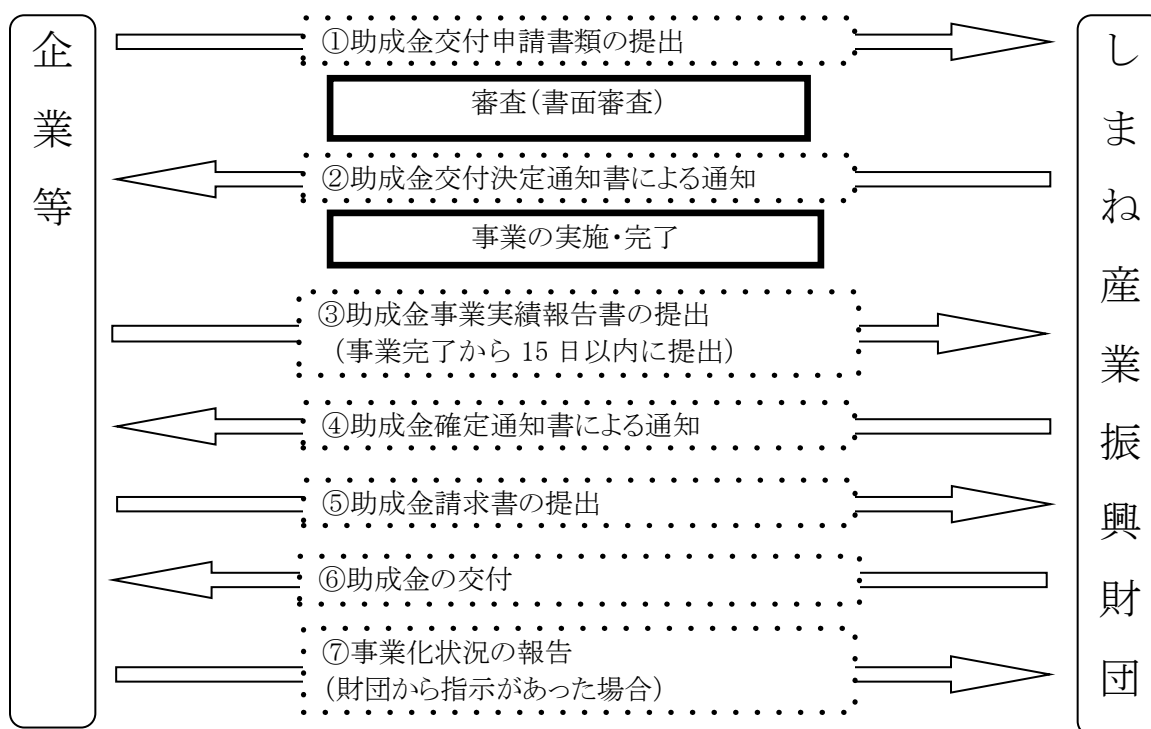 企業等
①助成金交付申請書類の提出
審査(書面審査)
②助成金交付決定通知書による通知
事業の実施・完了
③助成金事業実績報告書の提出
(事業完了から 15 日以内に提出)
④助成金確定通知書による通知
⑤助成金請求書の提出
⑥助成金の交付
⑦事業化状況の報告
(財団から指示があった場合)
しまね産業振興財団